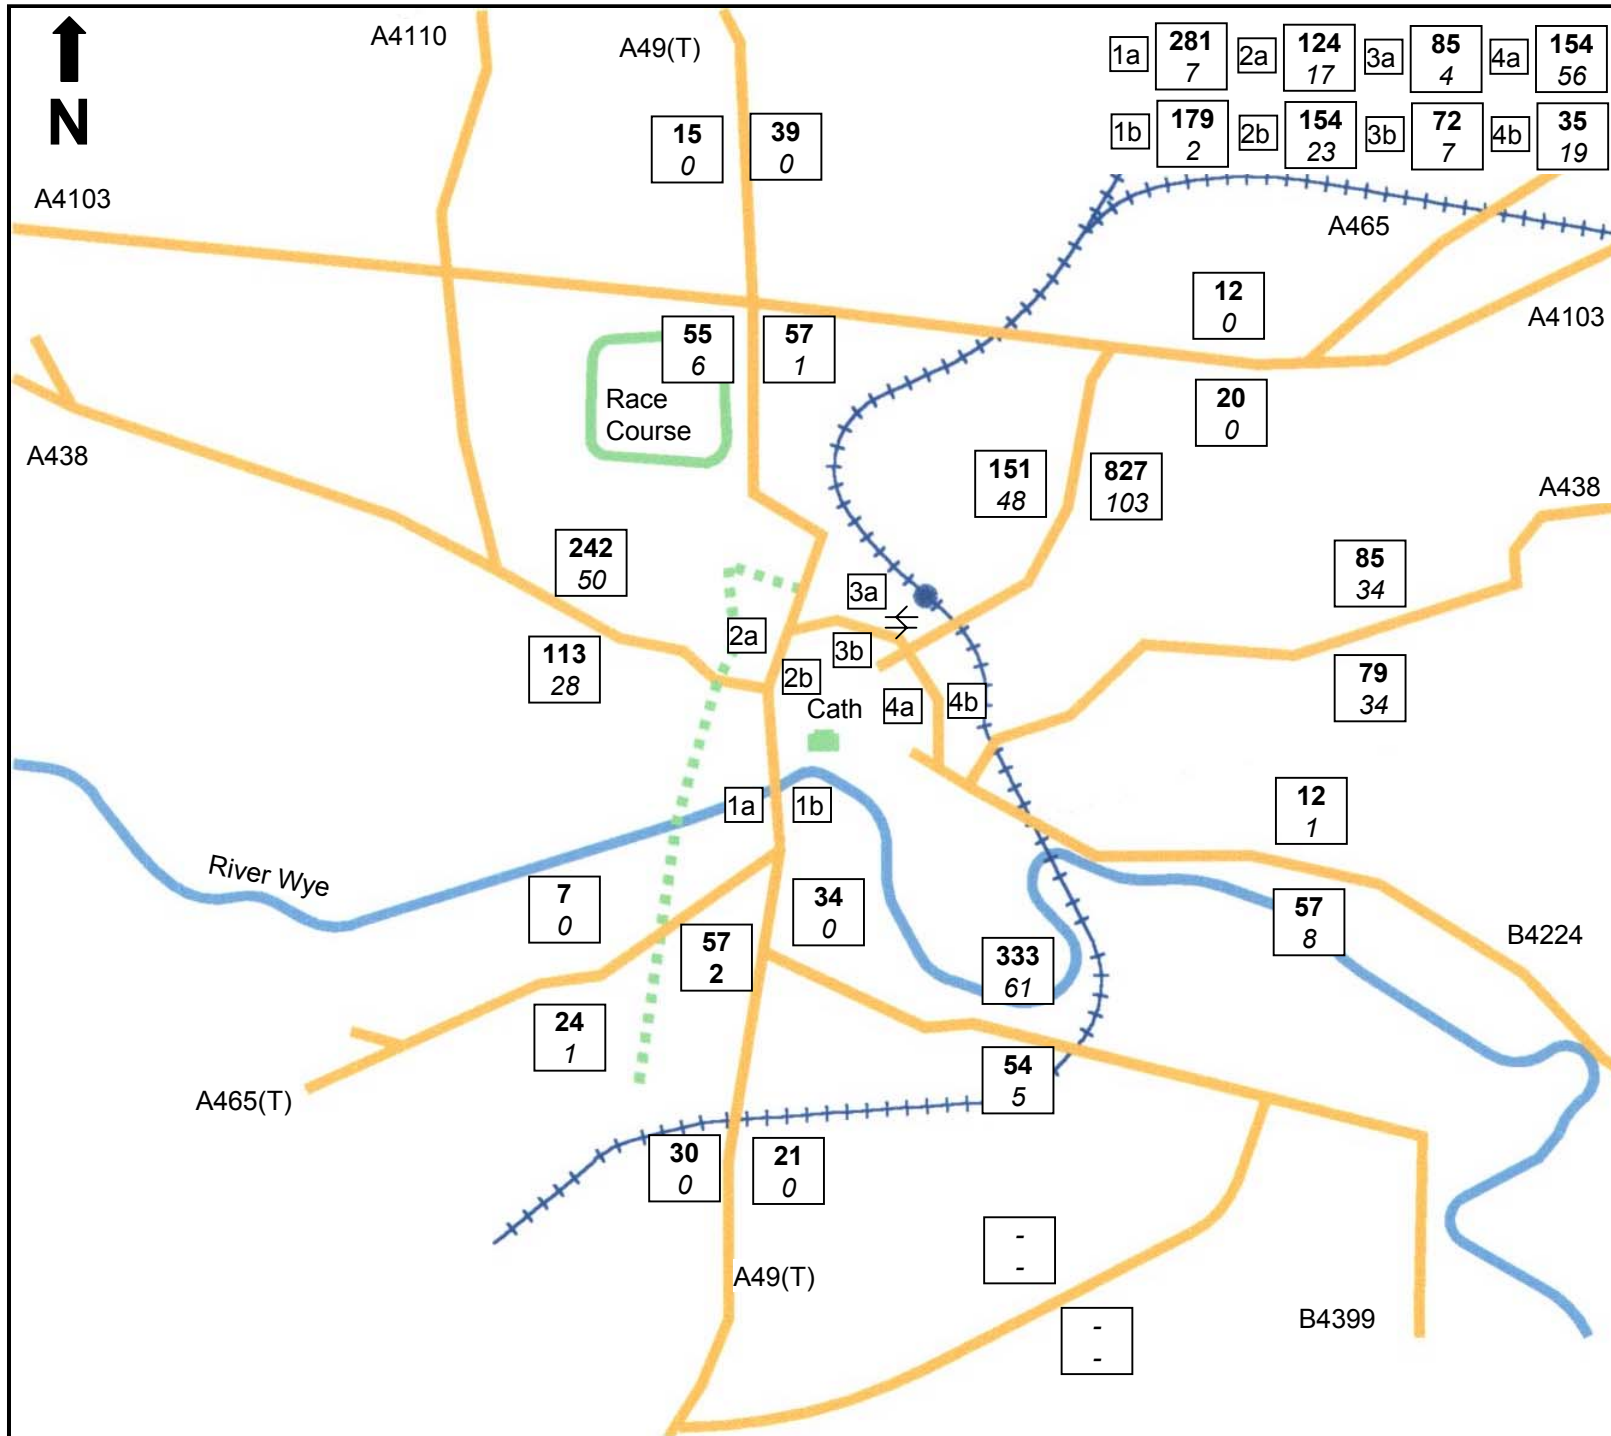 A4110
A49(T)
1a
281
7
2a
124
17
3a
85
4
4a
154
56
N
1b
179
2
2b
154
23
3b
72
7
4b
35
19
15
0
39
0
A4103
A465
12
0
A4103
55
6
57
1
Race
Course
20
0
A438
151
48
827
103
A438
242
50
85
34
3a
2a
3b
113
28
2b
79
34
4a
4b
Cath
1a
1b
12
1
River Wye
7
0
34
0
57
8
B4224
57
2
333
61
24
1
54
5
A465(T)
30
0
21
0
-
-
A49(T)
B4399
-
-